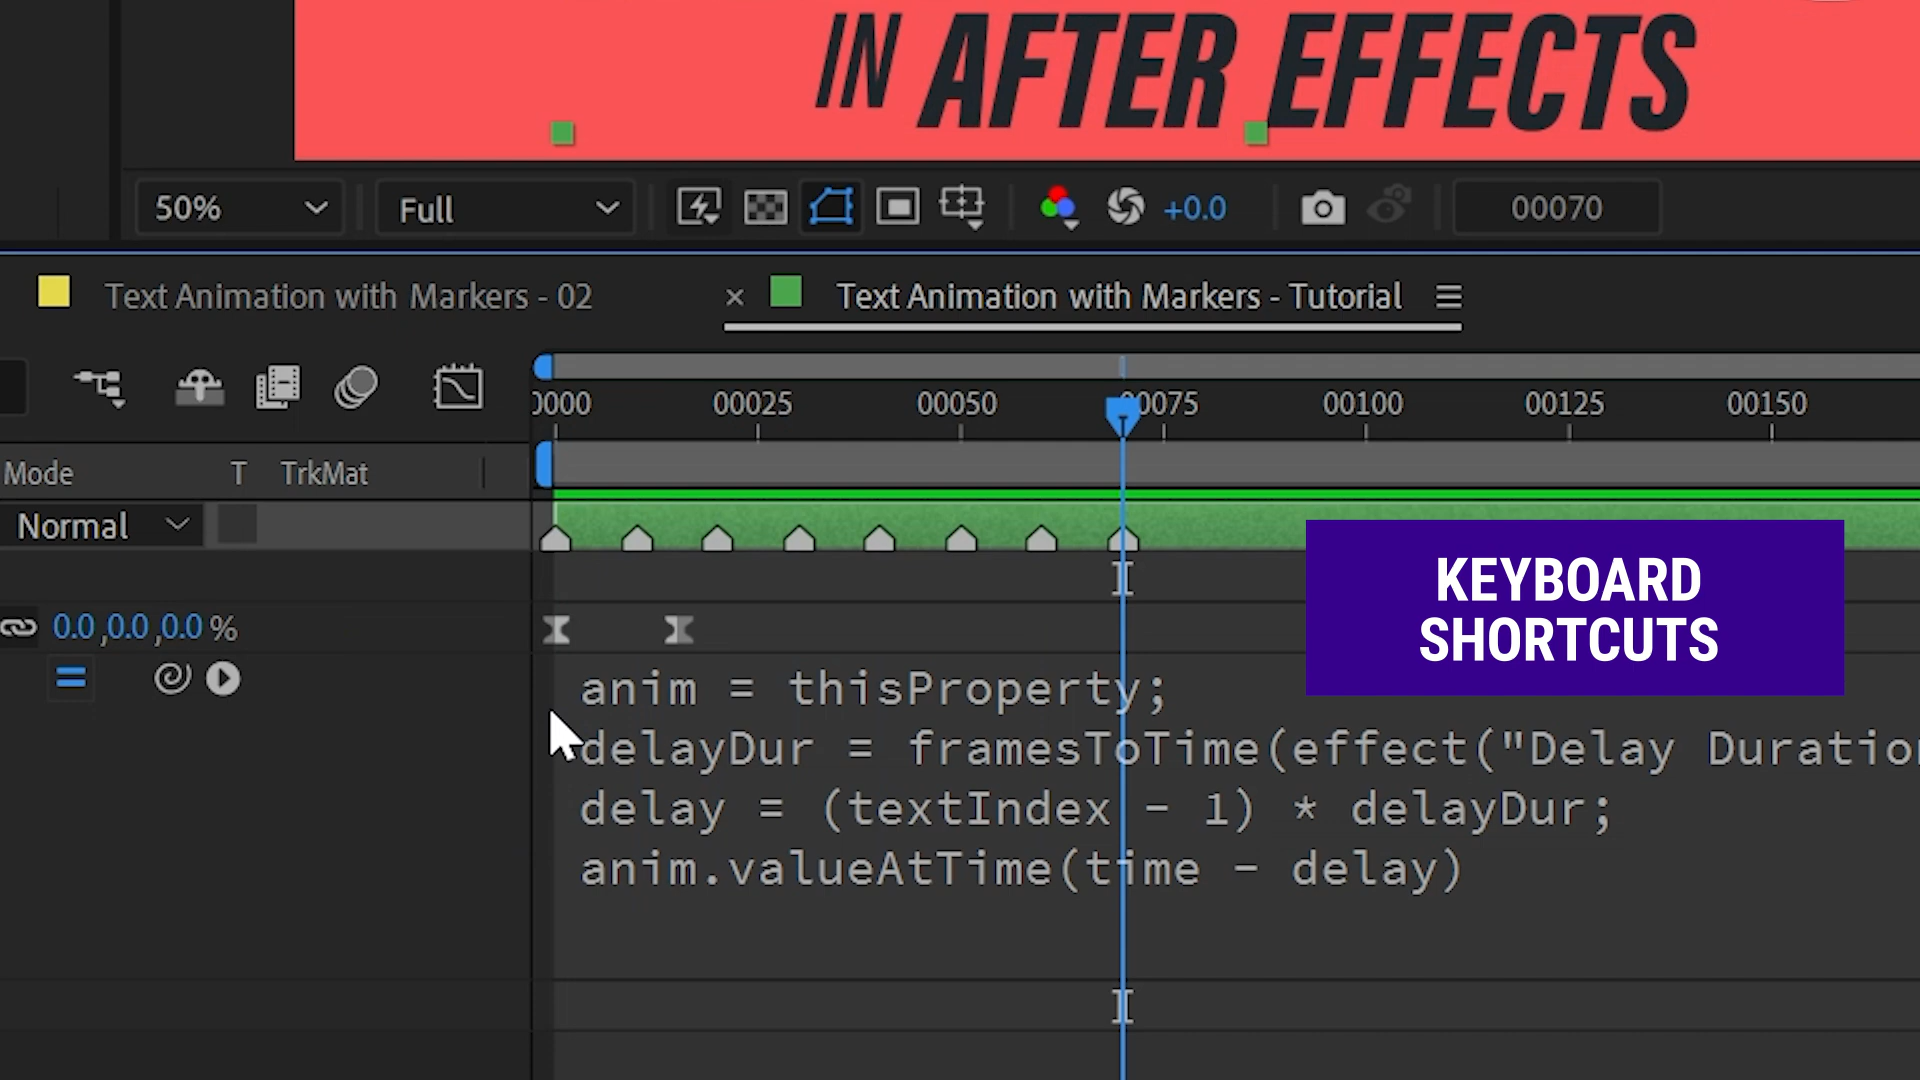 IN AFTER EFFECTS
50%
Full
+0.0
00070
Text Animation with Markers - 02
× Text Animation with Markers - Tutorial
0000 00025 00050 00075 00100 00125 00150
Mode T TrkMat
Normal
KEYBOARD
SHORTCUTS
0.0,0.0,0.0%
anim = thisProperty;
delayDur = framesToTime(effect("Delay Duration
delay = (textIndex - 1) * delayDur;
anim.valueAtTime(time - delay)